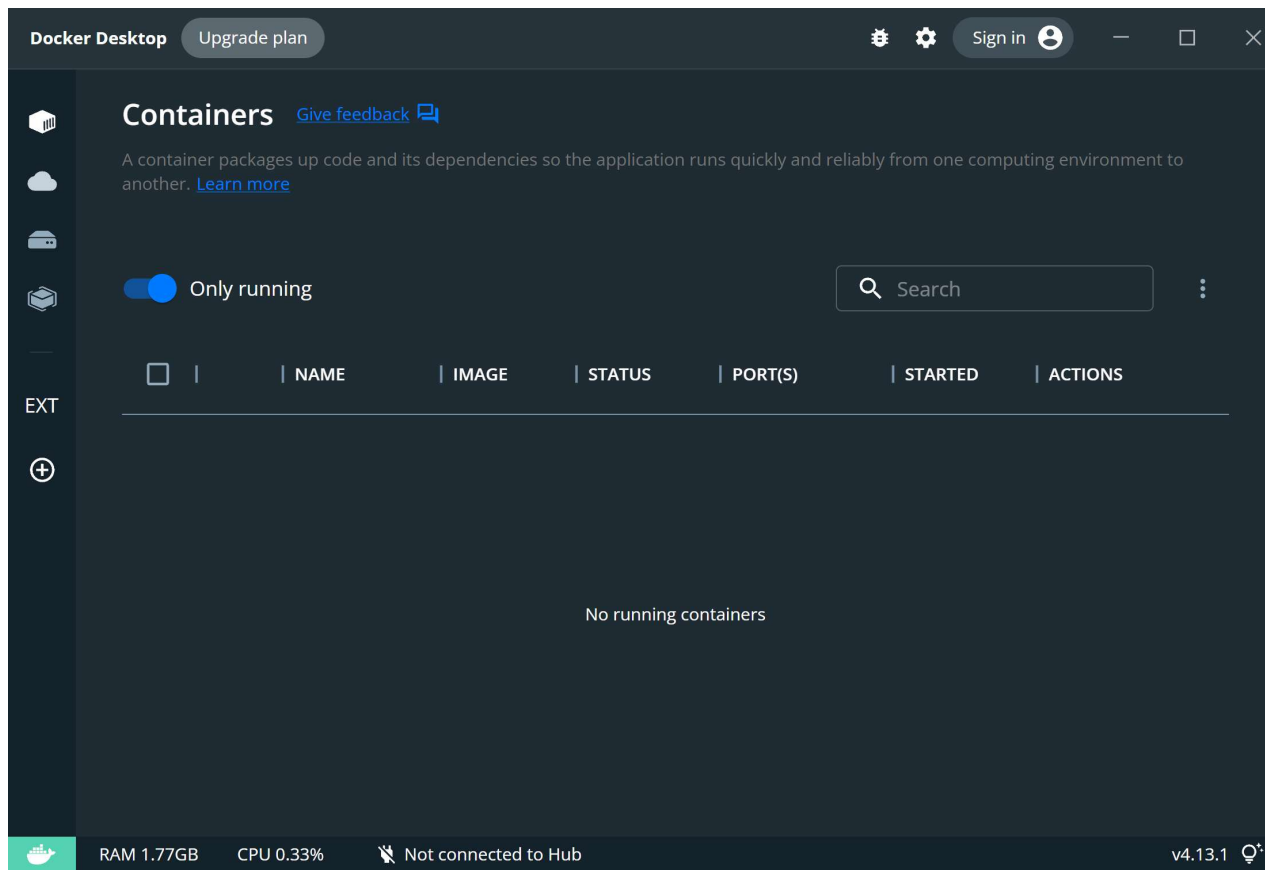 Docker Desktop Upgrade plan Sign in
Containers Give feedback
A container packages up code and its dependencies so the application runs quickly and reliably from one computing environment to
another. Learn more
Only running Search
NAME IMAGE STATUS PORT(S) STARTED ACTIONS
EXT
No running containers
RAM 1.77GB CPU 0.33% Not connected to Hub v4.13.1